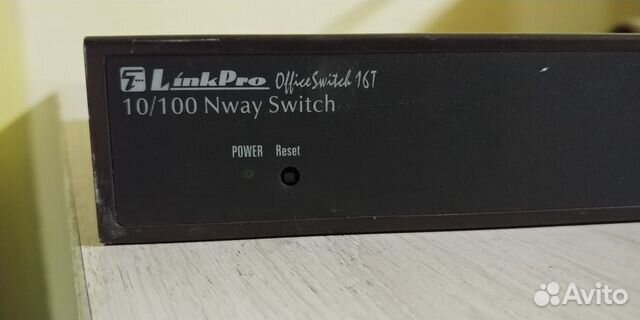 LinkPro OfficeSwitch 16T
10/100 Nway Switch
POWER Reset
Avito